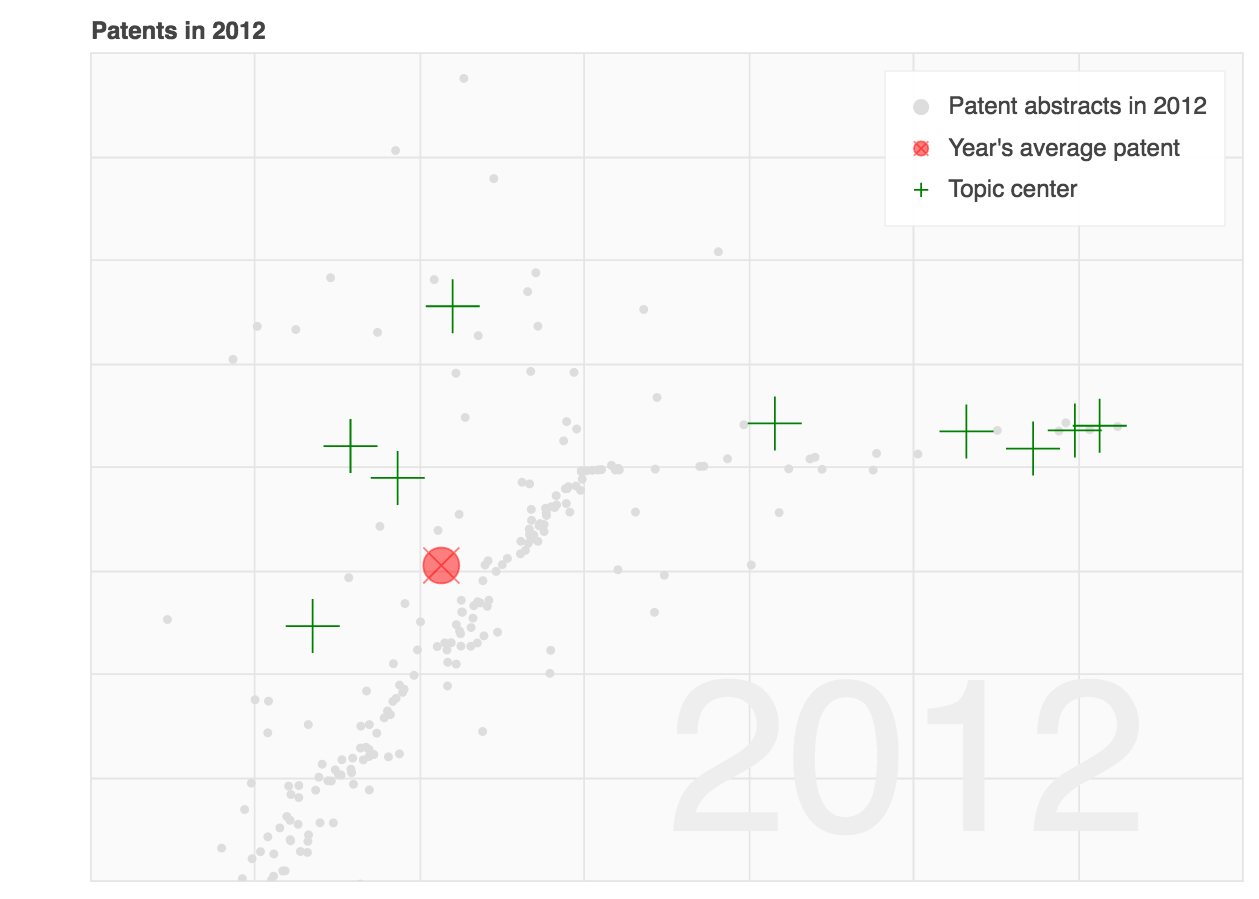 Patents in 2012
Patent abstracts in 2012
Year's average patent
Topic center
2012